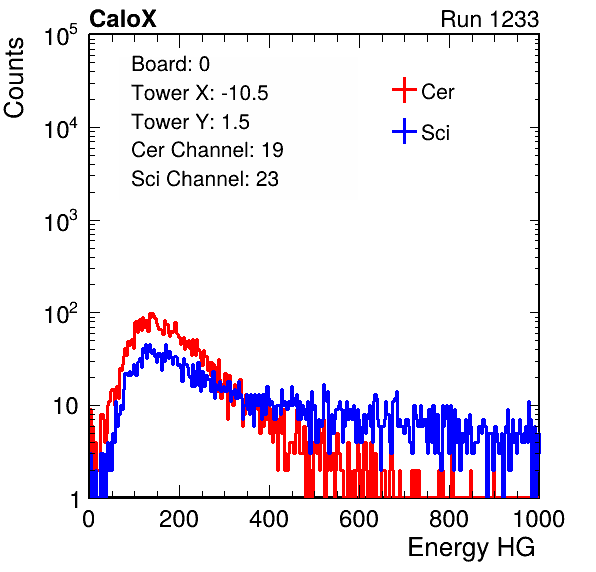 CaloX Run 1233
Counts
10^5
10^4
10^3
10^2
10
1
Board: 0
Tower X: -10.5
Tower Y: 1.5
Cer Channel: 19
Sci Channel: 23
Cer
Sci
0 200 400 600 800 1000
Energy HG